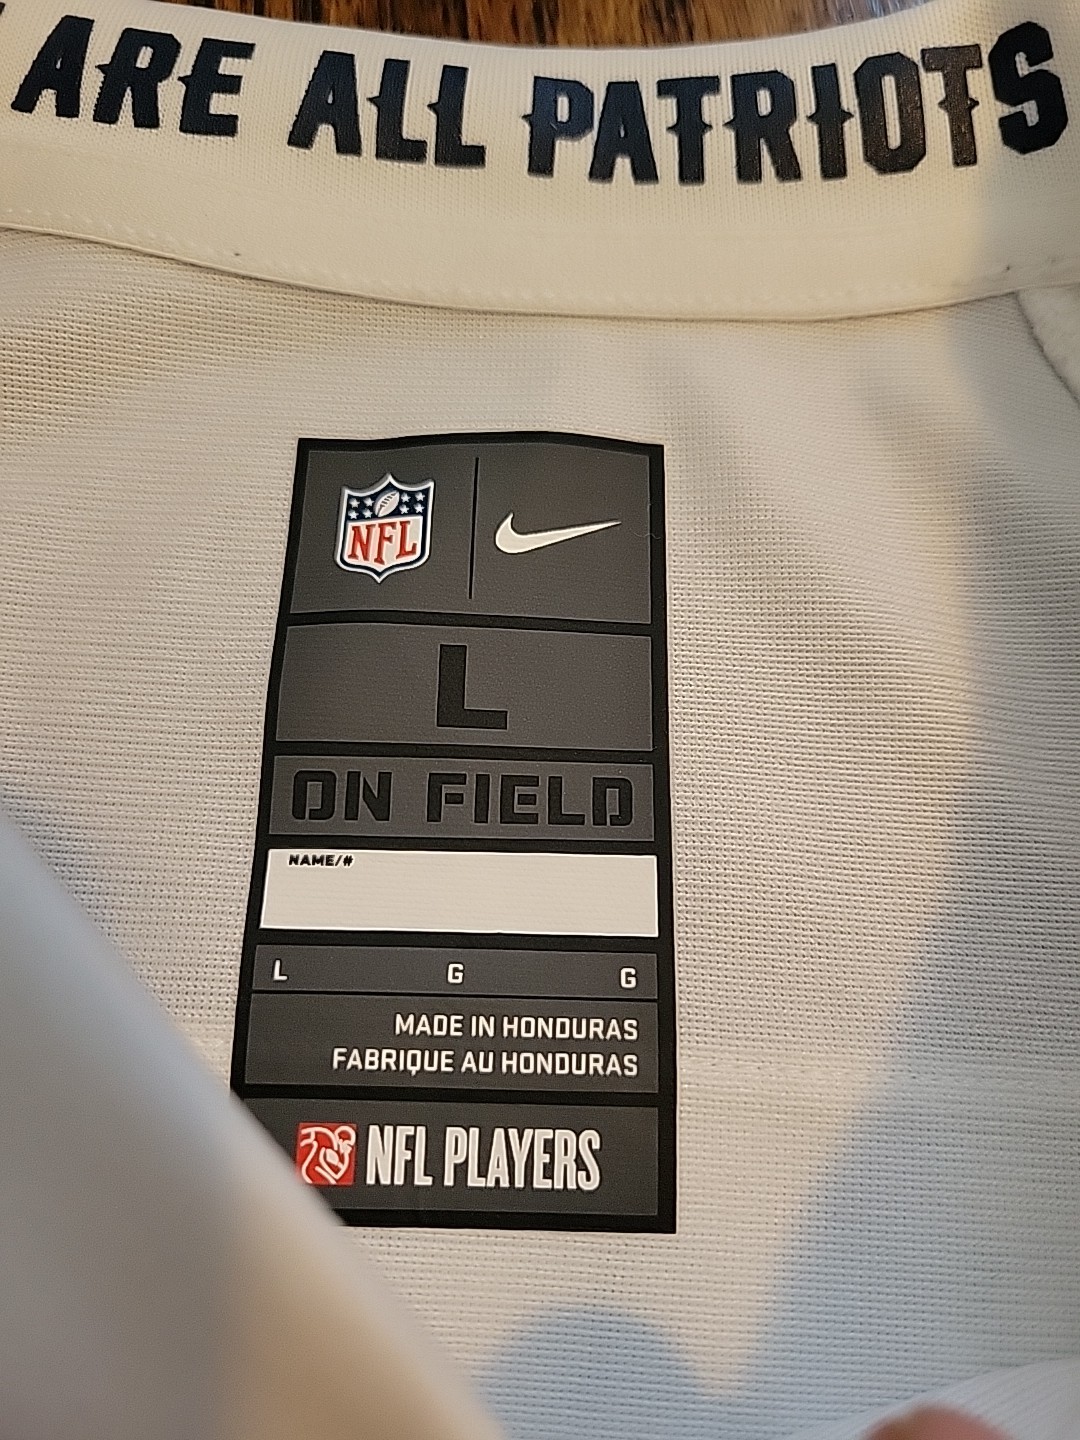 ARE ALL PATRIOTS
NFL
L
ON FIELD
NAME/#
L G G
MADE IN HONDURAS
FABRIQUE AU HONDURAS
NFL PLAYERS